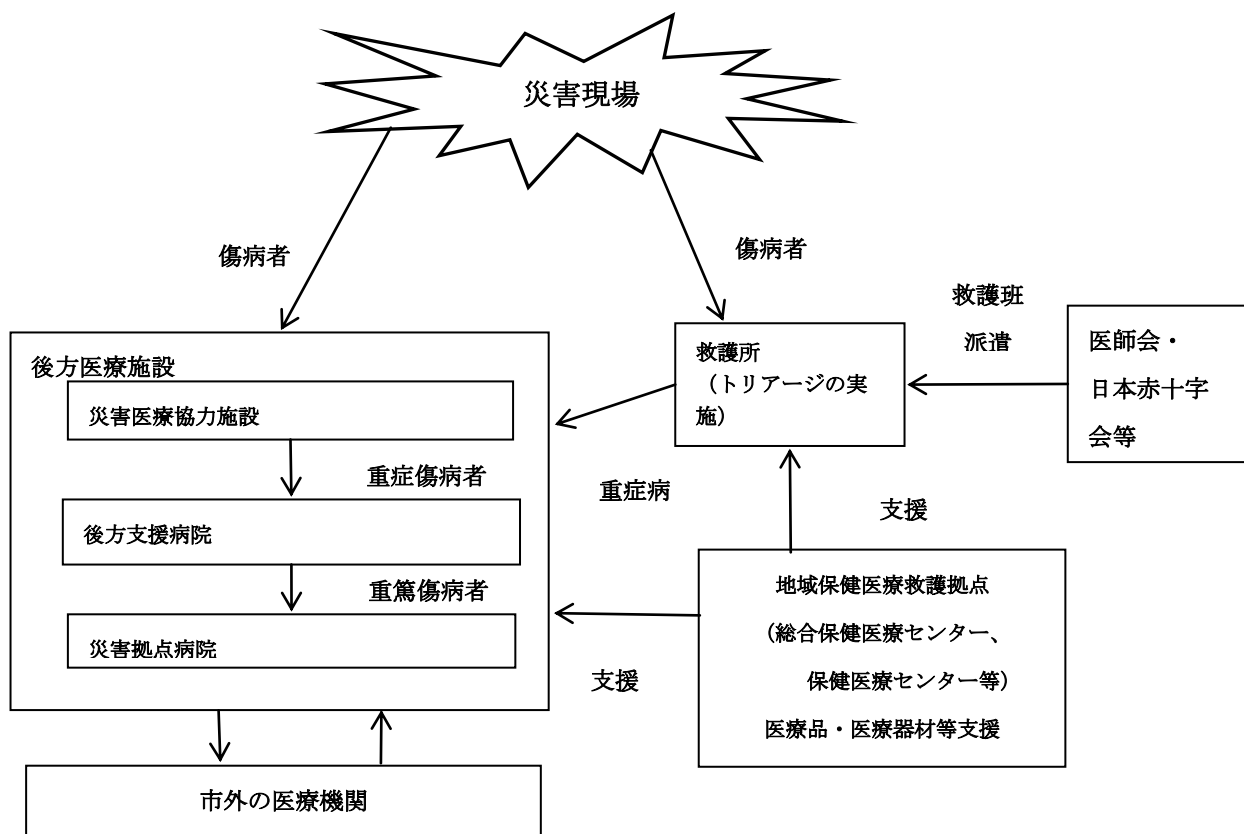 災害現場
傷病者
傷病者
救護班
派遣
医師会・
日本赤十字
会等
救護所
（トリアージの実
施）
後方医療施設
災害医療協力施設
重症傷病者
後方支援病院
重篤傷病者
災害拠点病院
重症病
支援
支援
地域保健医療救護拠点
（総合保健医療センター、
保健医療センター等）
医療品・医療器材等支援
市外の医療機関